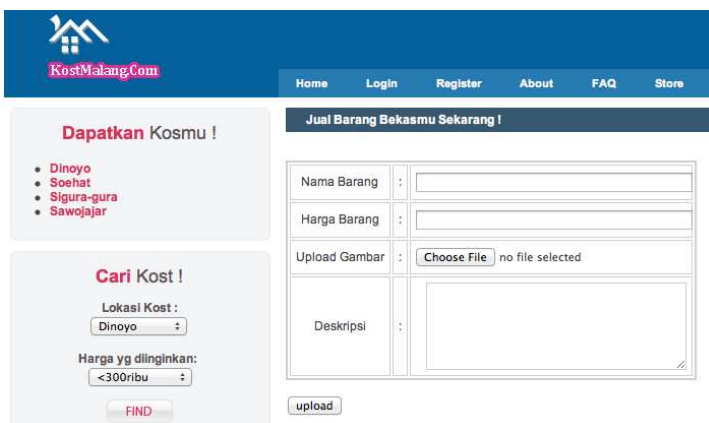 KostMalang.Com
Home Login Register About FAQ Store
Dapatkan Kosmu !
Dinoyo
Soehat
Sigura-gura
Sawojajar
Cari Kost !
Lokasi Kost :
Dinoyo
Harga yg diinginkan:
<300ribu
FIND
Jual Barang Bekasmu Sekarang !
Nama Barang :
Harga Barang :
Upload Gambar : Choose File no file selected
Deskripsi :
upload